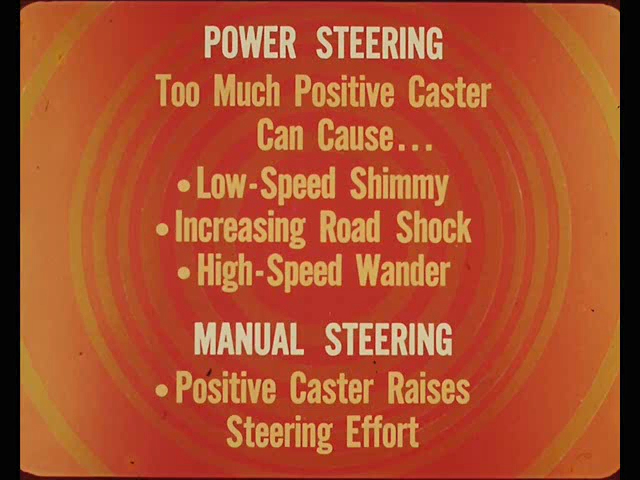 POWER STEERING
Too Much Positive Caster
Can Cause...
• Low-Speed Shimmy
• Increasing Road Shock
• High-Speed Wander
MANUAL STEERING
• Positive Caster Raises
Steering Effort